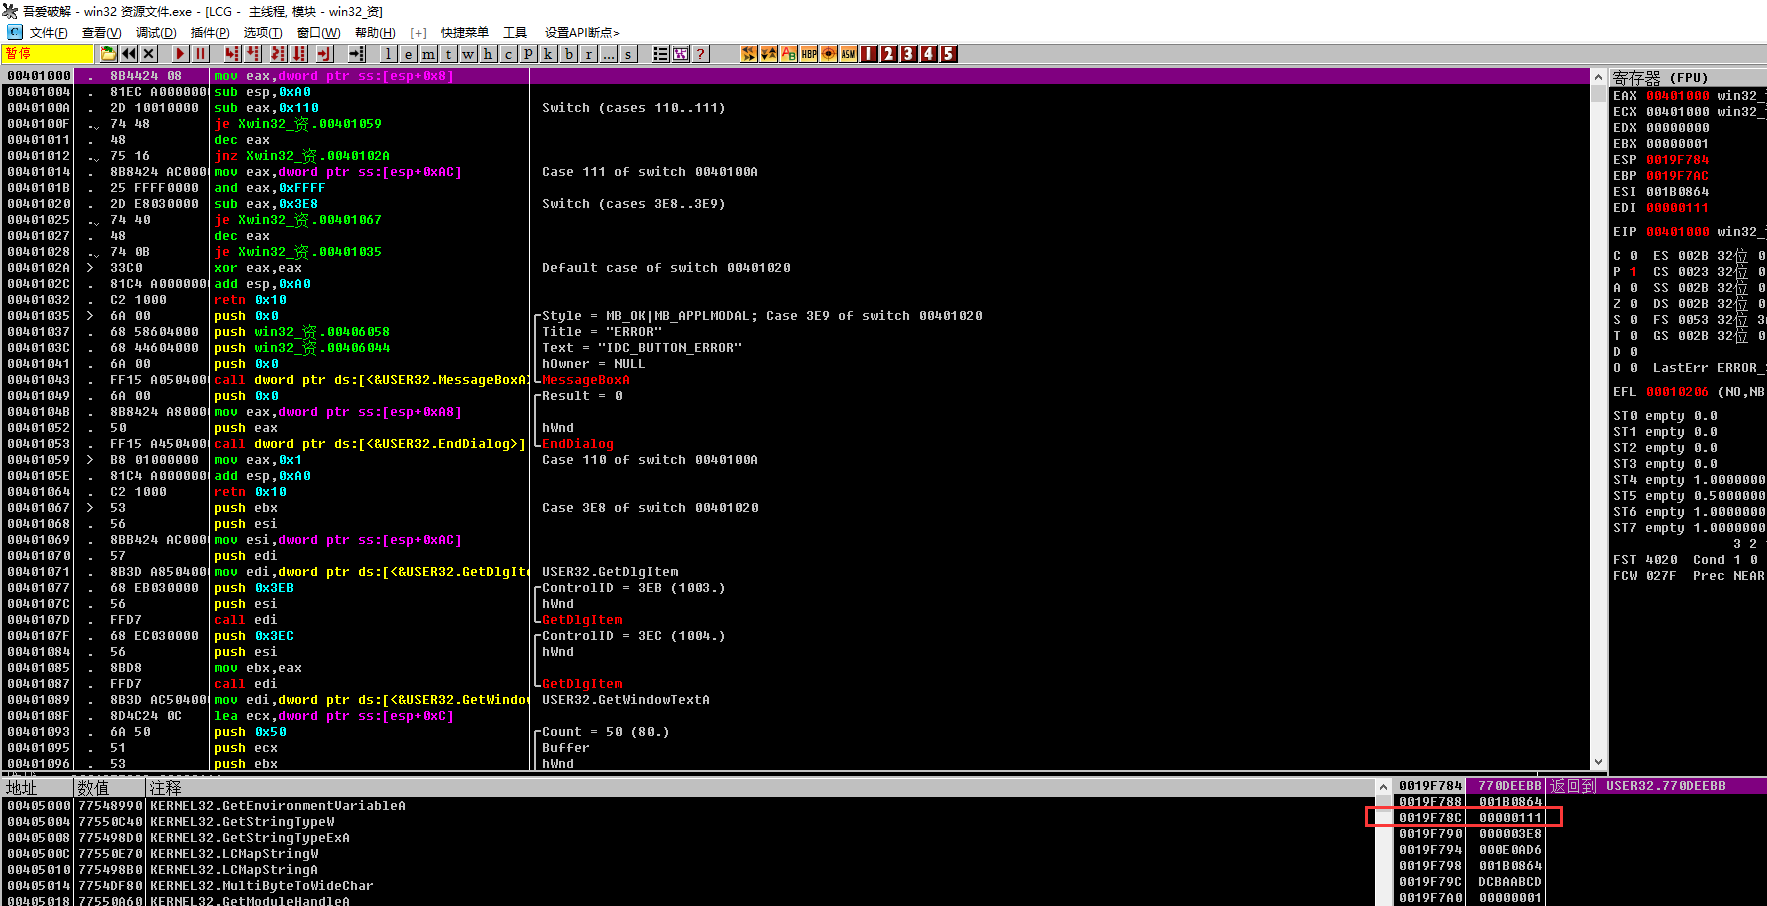 吾爱破解 - win32 资源文件.exe - [LCG -  主线程, 模块 - win32_资]
文件(F) 查看(V) 调试(D) 插件(P) 选项(T) 窗口(W) 帮助(H) [+] 快捷菜单 工具 设置API断点>
暂停 l e m t w h c p k b r ... s ? HBP ASM 1 2 3 4 5
00401000 . 8B4424 08 mov eax,dword ptr ss:[esp+0x8]
00401004 . 81EC A0000000 sub esp,0xA0
0040100A . 2D 10010000 sub eax,0x110 Switch (cases 110..111)
0040100F . 74 48 je Xwin32_资.00401059
00401011 . 48 dec eax
00401012 . 75 16 jnz Xwin32_资.0040102A
00401014 . 8B8424 AC000 mov eax,dword ptr ss:[esp+0xAC] Case 111 of switch 0040100A
0040101B . 25 FFFF0000 and eax,0xFFFF
00401020 . 2D E8030000 sub eax,0x3E8 Switch (cases 3E8..3E9)
00401025 . 74 40 je Xwin32_资.00401067
00401027 . 48 dec eax
00401028 . 74 0B je Xwin32_资.00401035
0040102A > 33C0 xor eax,eax Default case of switch 00401020
0040102C . 81C4 A0000000 add esp,0xA0
00401032 . C2 1000 retn 0x10
00401035 > 6A 00 push 0x0 Style = MB_OK|MB_APPLMODAL; Case 3E9 of switch 00401020
00401037 . 68 58604000 push win32_资.00406058 Title = "ERROR"
0040103C . 68 44604000 push win32_资.00406044 Text = "IDC_BUTTON_ERROR"
00401041 . 6A 00 push 0x0 hOwner = NULL
00401043 . FF15 A0504000 call dword ptr ds:[<&USER32.MessageBoxA> MessageBoxA
00401049 . 6A 00 push 0x0 Result = 0
0040104B . 8B8424 A8000 mov eax,dword ptr ss:[esp+0xA8]
00401052 . 50 push eax hWnd
00401053 . FF15 A4504000 call dword ptr ds:[<&USER32.EndDialog>] EndDialog
00401059 > B8 01000000 mov eax,0x1 Case 110 of switch 0040100A
0040105E . 81C4 A0000000 add esp,0xA0
00401064 . C2 1000 retn 0x10
00401067 > 53 push ebx Case 3E8 of switch 00401020
00401068 . 56 push esi
00401069 . 8BB424 AC000 mov esi,dword ptr ss:[esp+0xAC]
00401070 . 57 push edi
00401071 . 8B3D A8504000 mov edi,dword ptr ds:[<&USER32.GetDlgIte USER32.GetDlgItem
00401077 . 68 EB030000 push 0x3EB ControlID = 3EB (1003.)
0040107C . 56 push esi hWnd
0040107D . FFD7 call edi GetDlgItem
0040107F . 68 EC030000 push 0x3EC ControlID = 3EC (1004.)
00401084 . 56 push esi hWnd
00401085 . 8BD8 mov ebx,eax
00401087 . FFD7 call edi GetDlgItem
00401089 . 8B3D AC504000 mov edi,dword ptr ds:[<&USER32.GetWindow USER32.GetWindowTextA
0040108F . 8D4C24 0C lea ecx,dword ptr ss:[esp+0xC]
00401093 . 6A 50 push 0x50 Count = 50 (80.)
00401095 . 51 push ecx Buffer
00401096 . 53 push ebx hWnd
寄存器 (FPU)
EAX 00401000 win32_
ECX 00401000 win32_
EDX 00000000
EBX 00000001
ESP 0019F784
EBP 0019F7AC
ESI 001B0864
EDI 00000111
EIP 00401000 win32_
C 0 ES 002B 32位 0
P 1 CS 0023 32位 0
A 0 SS 002B 32位 0
Z 0 DS 002B 32位 0
S 0 FS 0053 32位 3
T 0 GS 002B 32位 0
D 0
O 0 LastErr ERROR_
EFL 00010206 (NO,NB
ST0 empty 0.0
ST1 empty 0.0
ST2 empty 0.0
ST3 empty 0.0
ST4 empty 1.0000000
ST5 empty 0.5000000
ST6 empty 1.0000000
ST7 empty 1.0000000
3 2
FST 4020 Cond 1 0
FCW 027F Prec NEAR
地址 数值 注释
00405000 77548990 KERNEL32.GetEnvironmentVariableA
00405004 77550C40 KERNEL32.GetStringTypeW
00405008 775498D0 KERNEL32.GetStringTypeExA
0040500C 77550E70 KERNEL32.LCMapStringW
00405010 775498B0 KERNEL32.LCMapStringA
00405014 7754DF80 KERNEL32.MultiByteToWideChar
00405018 77550A60 KERNEL32.GetModuleHandleA
0019F784 770DEEBB 返回到 USER32.770DEEBB
0019F788 001B0864
0019F78C 00000111
0019F790 000003E8
0019F794 000E0AD6
0019F798 001B0864
0019F79C DCBAABCD
0019F7A0 00000001